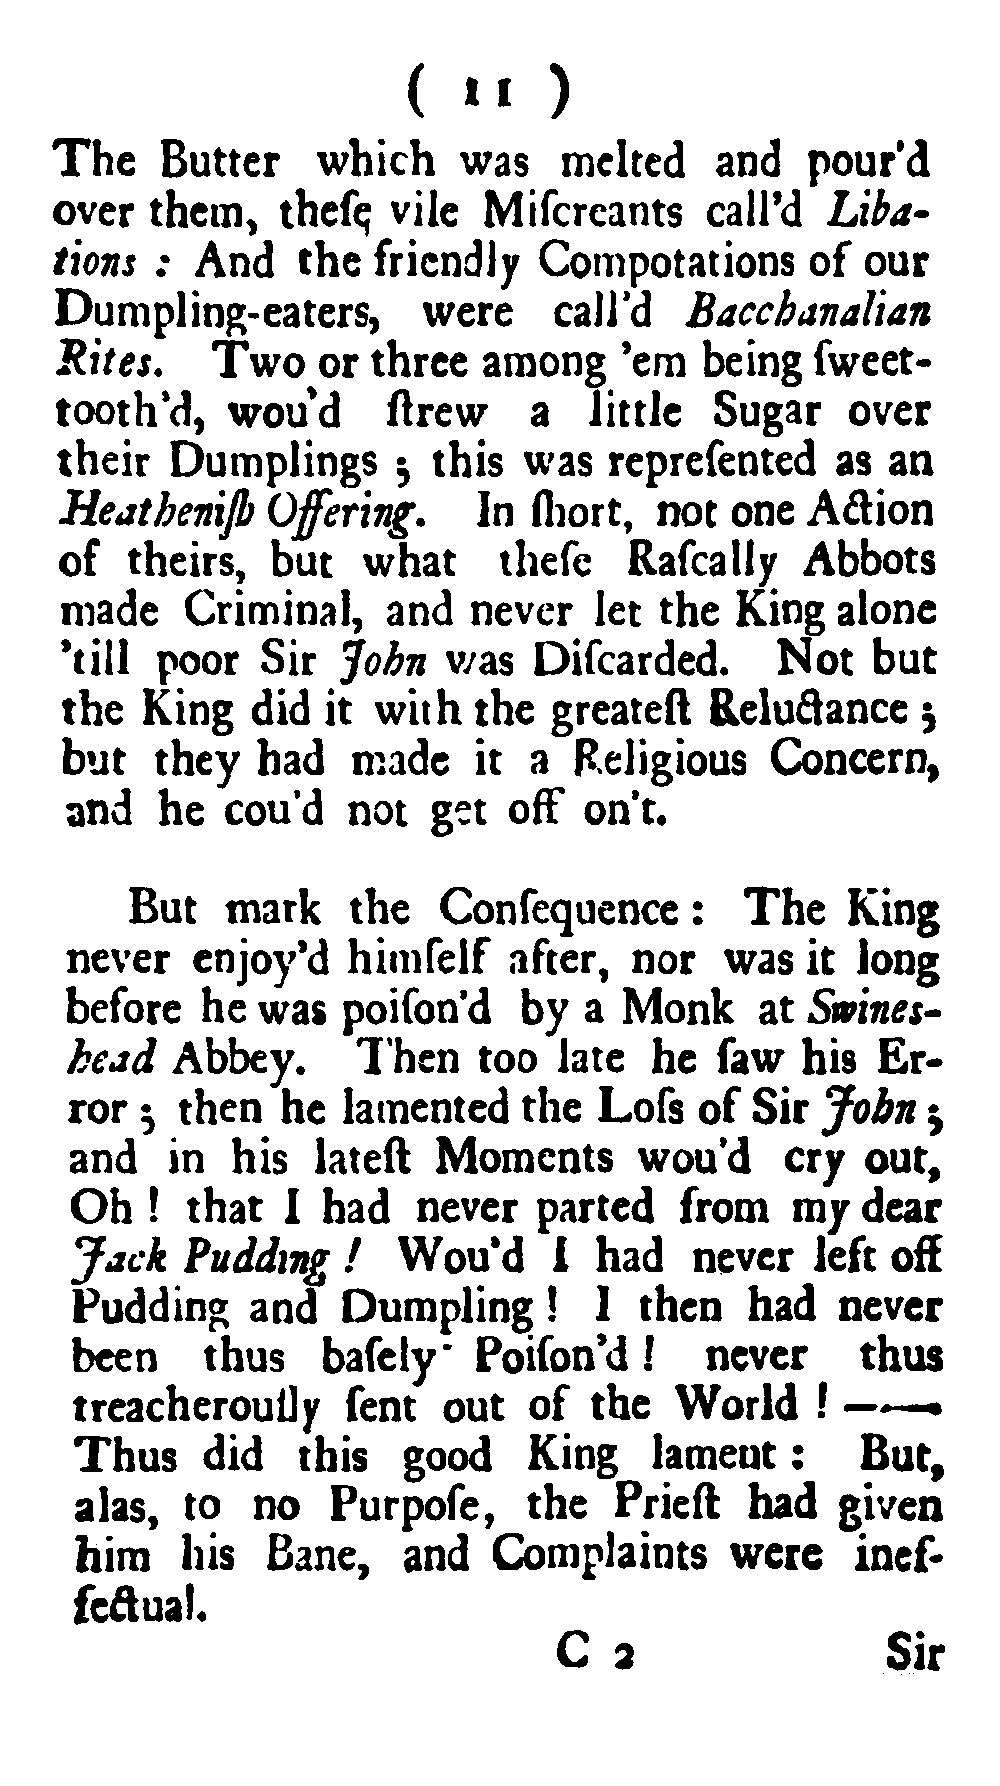 ( 11 )
The Butter which was melted and pour'd
over them, theſe vile Miſcreants call'd Liba-
tions : And the friendly Compotations of our
Dumpling-eaters, were call'd Bacchanalian
Rites. Two or three among 'em being ſweet-
tooth'd, wou'd ſtrew a little Sugar over
their Dumplings ; this was repreſented as an
Heatheniſh Offering. In ſhort, not one Action
of theirs, but what theſe Raſcally Abbots
made Criminal, and never let the King alone
'till poor Sir John was Diſcarded. Not but
the King did it with the greateſt Reluctance ;
but they had made it a Religious Concern,
and he cou'd not get off on't.
But mark the Conſequence : The King
never enjoy'd himſelf after, nor was it long
before he was poiſon'd by a Monk at Swines-
head Abbey. Then too late he ſaw his Er-
ror ; then he lamented the Loſs of Sir John ;
and in his lateſt Moments wou'd cry out,
Oh ! that I had never parted from my dear
Jack Pudding ! Wou'd I had never left off
Pudding and Dumpling ! I then had never
been thus baſely Poiſon'd ! never thus
treacherouſly ſent out of the World ! ——
Thus did this good King lament : But,
alas, to no Purpoſe, the Prieſt had given
him his Bane, and Complaints were inef-
fectual.
C 2 Sir